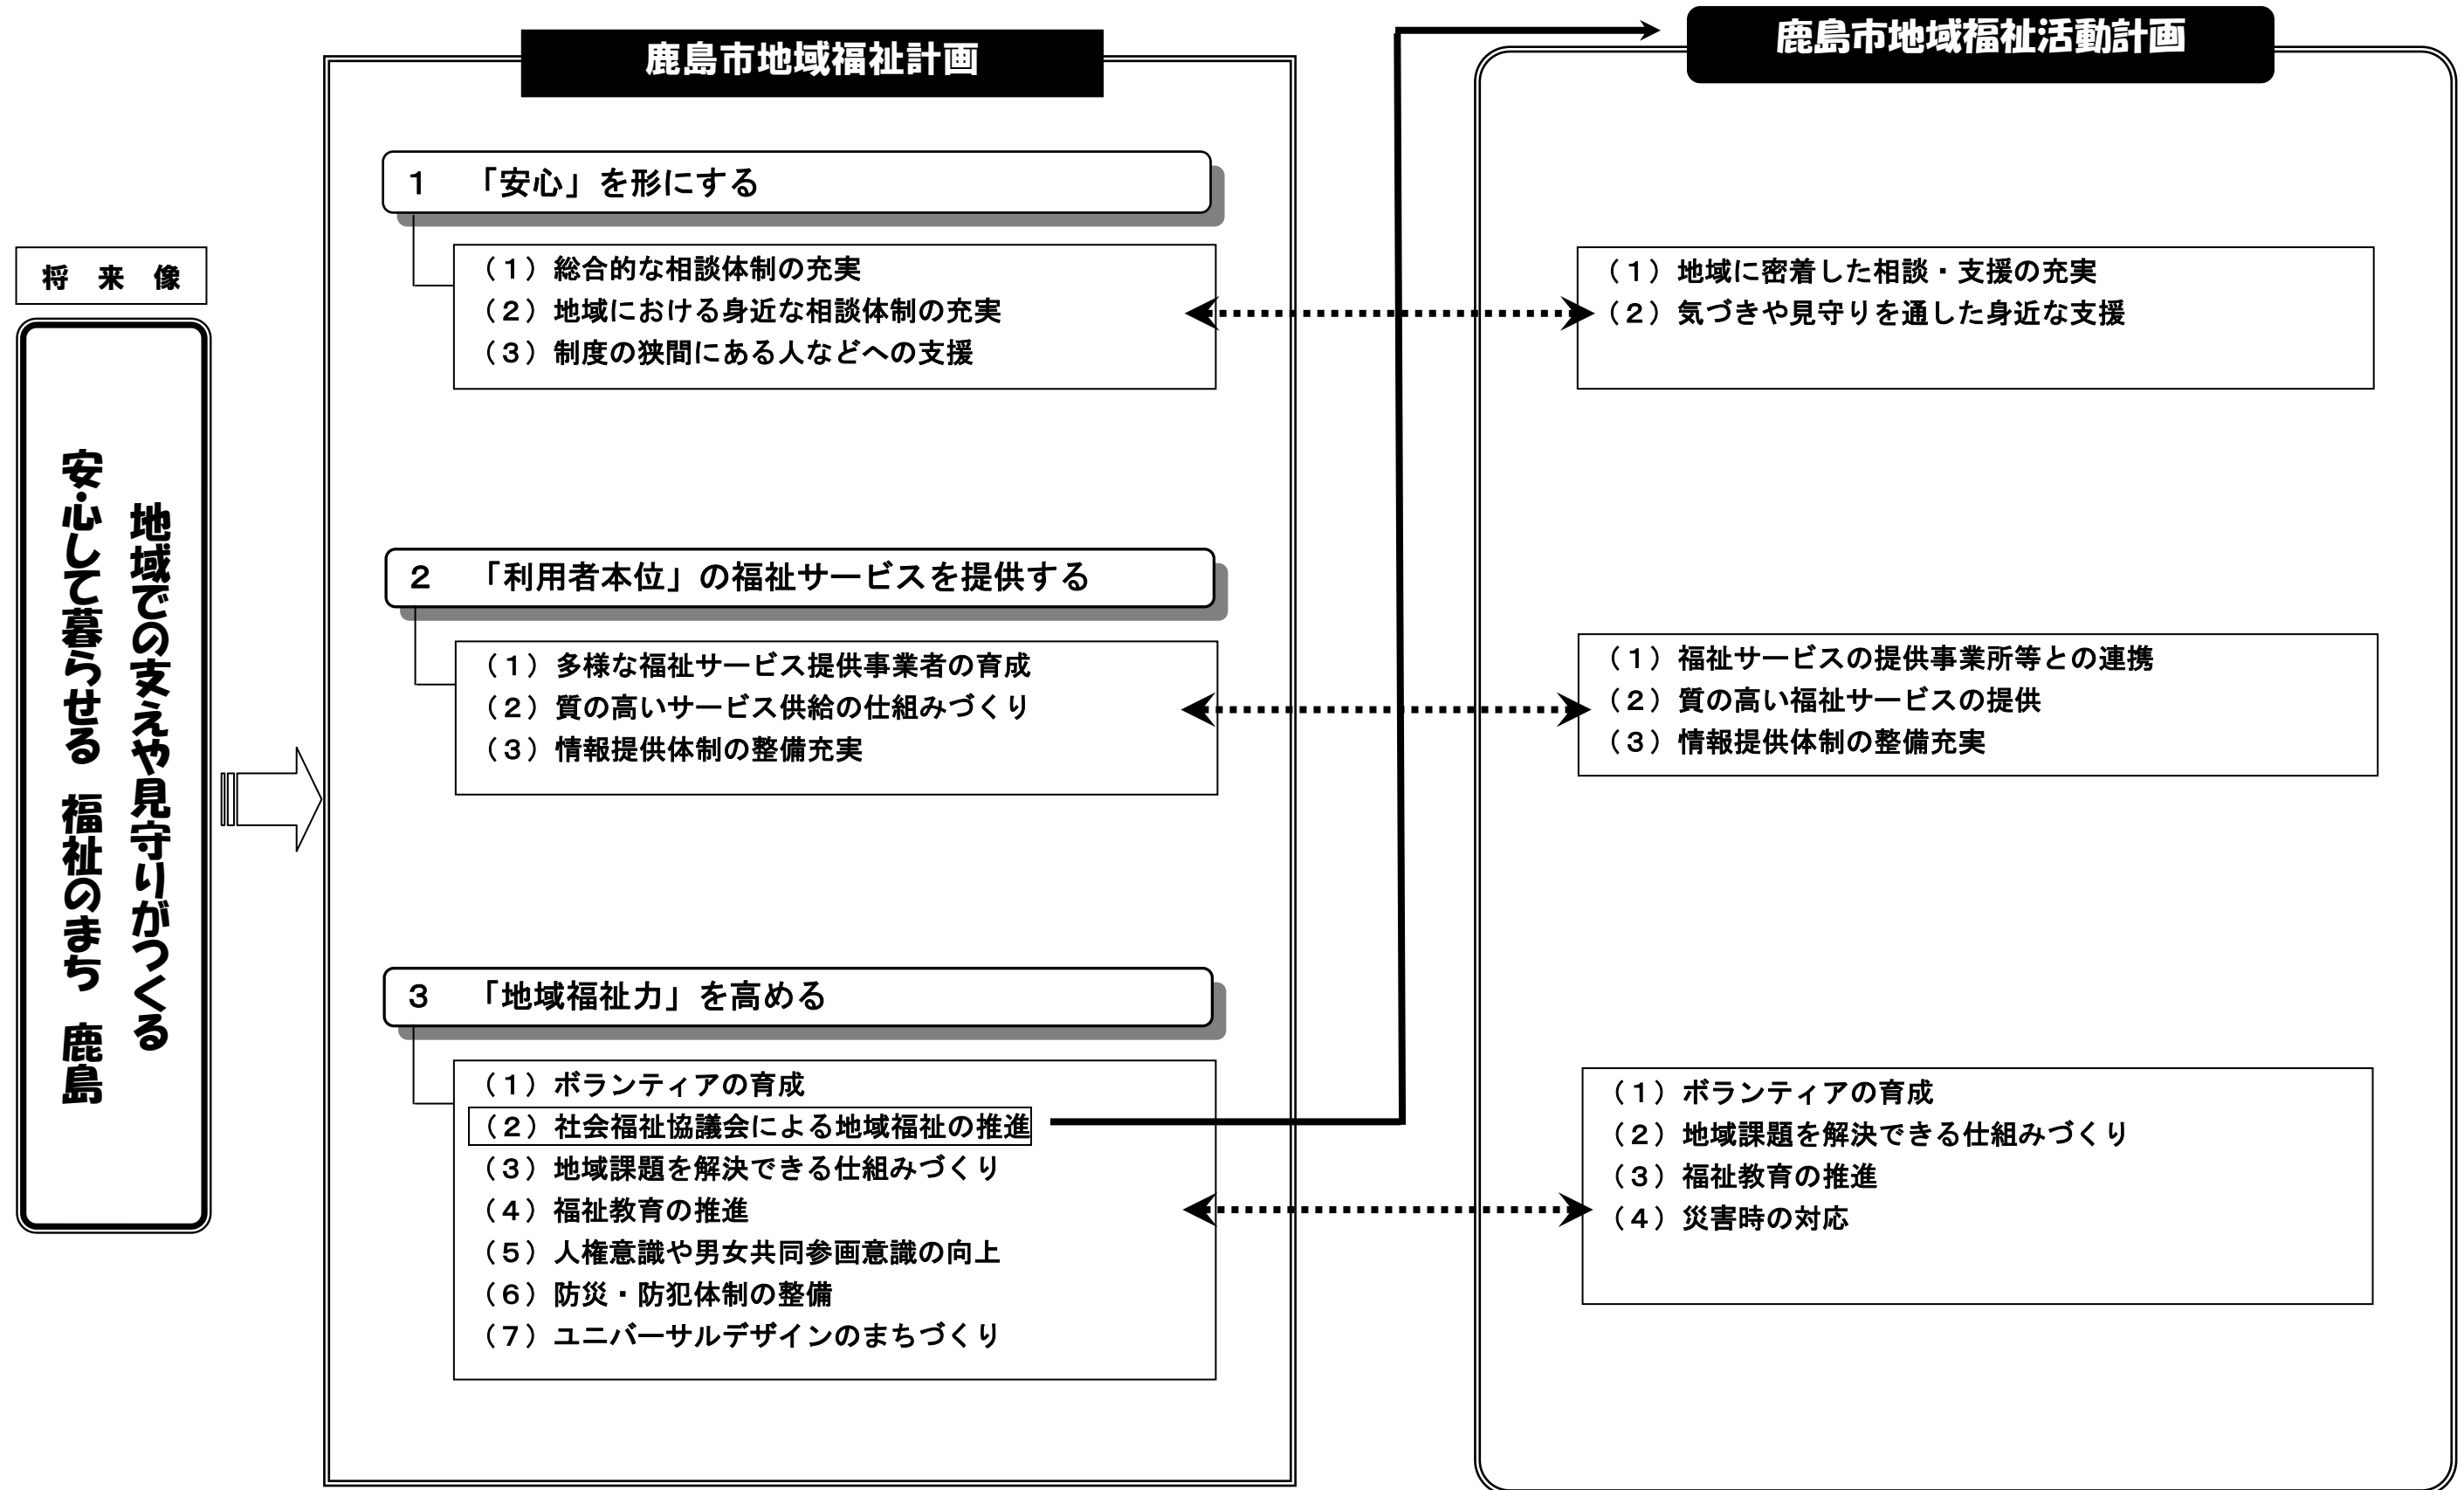 将　来　像
地域での支えや見守りがつくる
安心して暮らせる　福祉のまち　鹿島
鹿島市地域福祉計画
１　「安心」を形にする
（１）総合的な相談体制の充実
（２）地域における身近な相談体制の充実
（３）制度の狭間にある人などへの支援
２　「利用者本位」の福祉サービスを提供する
（１）多様な福祉サービス提供事業者の育成
（２）質の高いサービス供給の仕組みづくり
（３）情報提供体制の整備充実
３　「地域福祉力」を高める
（１）ボランティアの育成
（２）社会福祉協議会による地域福祉の推進
（３）地域課題を解決できる仕組みづくり
（４）福祉教育の推進
（５）人権意識や男女共同参画意識の向上
（６）防災・防犯体制の整備
（７）ユニバーサルデザインのまちづくり
鹿島市地域福祉活動計画
（１）地域に密着した相談・支援の充実
（２）気づきや見守りを通した身近な支援
（１）福祉サービスの提供事業所等との連携
（２）質の高い福祉サービスの提供
（３）情報提供体制の整備充実
（１）ボランティアの育成
（２）地域課題を解決できる仕組みづくり
（３）福祉教育の推進
（４）災害時の対応